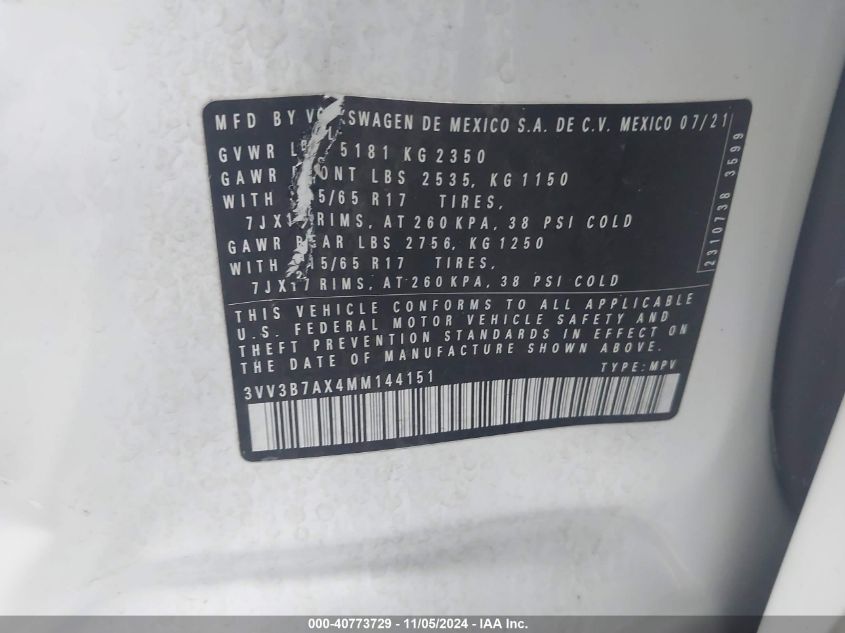 MFD BY VOLKSWAGEN DE MEXICO S.A. DE C.V. MEXICO 07/21
GVWR 5181 KG 2350
GAWR FRONT LBS 2535, KG 1150
WITH 5/65 R17 TIRES,
7JX17 RIMS, AT 260 KPA, 38 PSI COLD
GAWR REAR LBS 2756, KG 1250
WITH 5/65 R17 TIRES,
7JX17 RIMS, AT 260 KPA, 38 PSI COLD
2310738 3599
THIS VEHICLE CONFORMS TO ALL APPLICABLE
U.S. FEDERAL MOTOR VEHICLE SAFETY AND
THEFT PREVENTION STANDARDS IN EFFECT ON
THE DATE OF MANUFACTURE SHOWN ABOVE.
TYPE: MPV
3VV3B7AX4MM144151
000-40773729 - 11/05/2024 - IAA Inc.